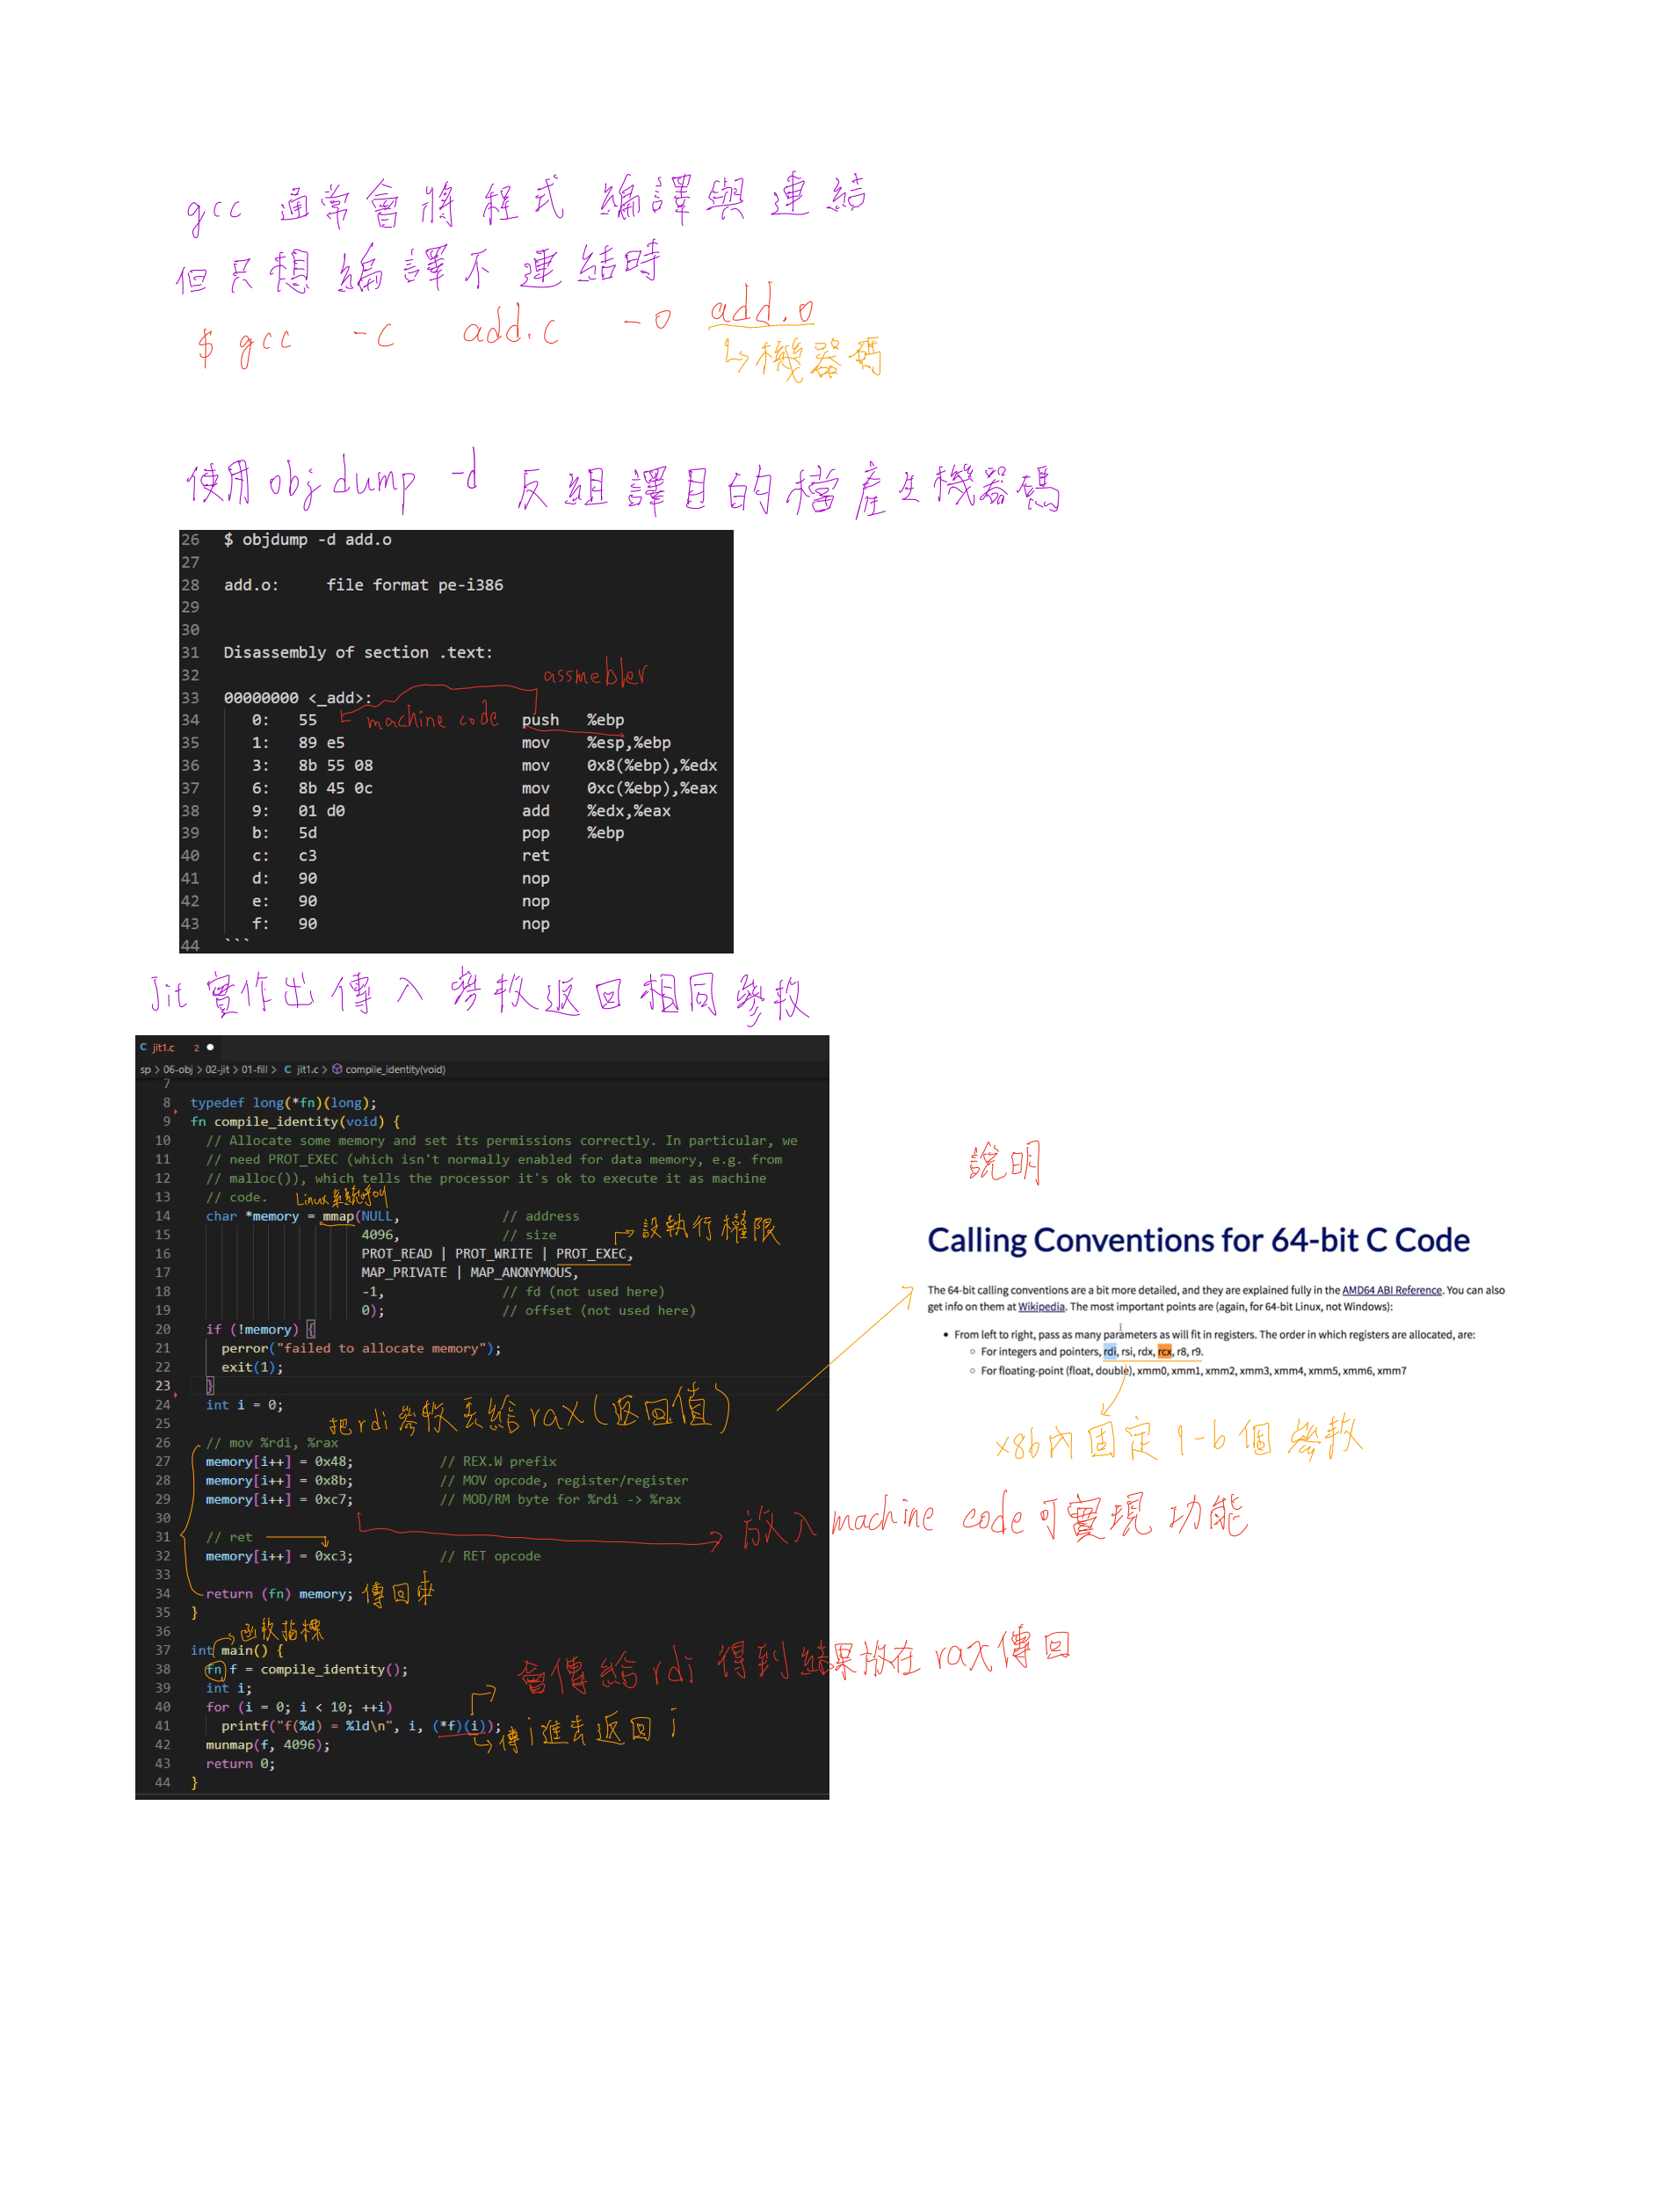 gcc 通常會將程式 編譯與連結
但只想編譯不連結時
$ gcc -c add.c -o add.o
↳機器碼
使用objdump -d 反組譯目的檔產生機器碼
26 $ objdump -d add.o
27
28 add.o: file format pe-i386
29
30
31 Disassembly of section .text:
32
assmebler
33 00000000 <_add>:
34 0: 55 machine code push %ebp
35 1: 89 e5 mov %esp,%ebp
36 3: 8b 55 08 mov 0x8(%ebp),%edx
37 6: 8b 45 0c mov 0xc(%ebp),%eax
38 9: 01 d0 add %edx,%eax
39 b: 5d pop %ebp
40 c: c3 ret
41 d: 90 nop
42 e: 90 nop
43 f: 90 nop
44 ```
Jit 實作出傳入參數返回相同參數
C jit1.c 2 ●
sp > 06-obj > 02-jit > 01-fill > C jit1.c > compile_identity(void)
7
8 typedef long(*fn)(long);
9 fn compile_identity(void) {
10 // Allocate some memory and set its permissions correctly. In particular, we
11 // need PROT_EXEC (which isn't normally enabled for data memory, e.g. from
12 // malloc()), which tells the processor it's ok to execute it as machine
13 // code.
Linux系統呼叫
14 char *memory = mmap(NULL, // address
15 4096, // size
設執行權限
16 PROT_READ | PROT_WRITE | PROT_EXEC,
17 MAP_PRIVATE | MAP_ANONYMOUS,
18 -1, // fd (not used here)
19 0); // offset (not used here)
20 if (!memory) {
21 perror("failed to allocate memory");
22 exit(1);
23 }
24 int i = 0;
25
把rdi參數丟給rax(返回值)
26 // mov %rdi, %rax
27 memory[i++] = 0x48; // REX.W prefix
28 memory[i++] = 0x8b; // MOV opcode, register/register
29 memory[i++] = 0xc7; // MOD/RM byte for %rdi -> %rax
30
放入machine code可實現功能
31 // ret
32 memory[i++] = 0xc3; // RET opcode
33
34 return (fn) memory; 傳回來
35 }
36
函數指標
37 int main() {
38 fn f = compile_identity();
會傳給rdi得到結果放在rax傳回
39 int i;
40 for (i = 0; i < 10; ++i)
41 printf("f(%d) = %ld\n", i, (*f)(i));
傳i進去返回i
42 munmap(f, 4096);
43 return 0;
44 }
說明
Calling Conventions for 64-bit C Code
The 64-bit calling conventions are a bit more detailed, and they are explained fully in the AMD64 ABI Reference. You can also
get info on them at Wikipedia. The most important points are (again, for 64-bit Linux, not Windows):
• From left to right, pass as many parameters as will fit in registers. The order in which registers are allocated, are:
○ For integers and pointers, rdi, rsi, rdx, rcx, r8, r9.
○ For floating-point (float, double), xmm0, xmm1, xmm2, xmm3, xmm4, xmm5, xmm6, xmm7
x86內固定1-6個參數